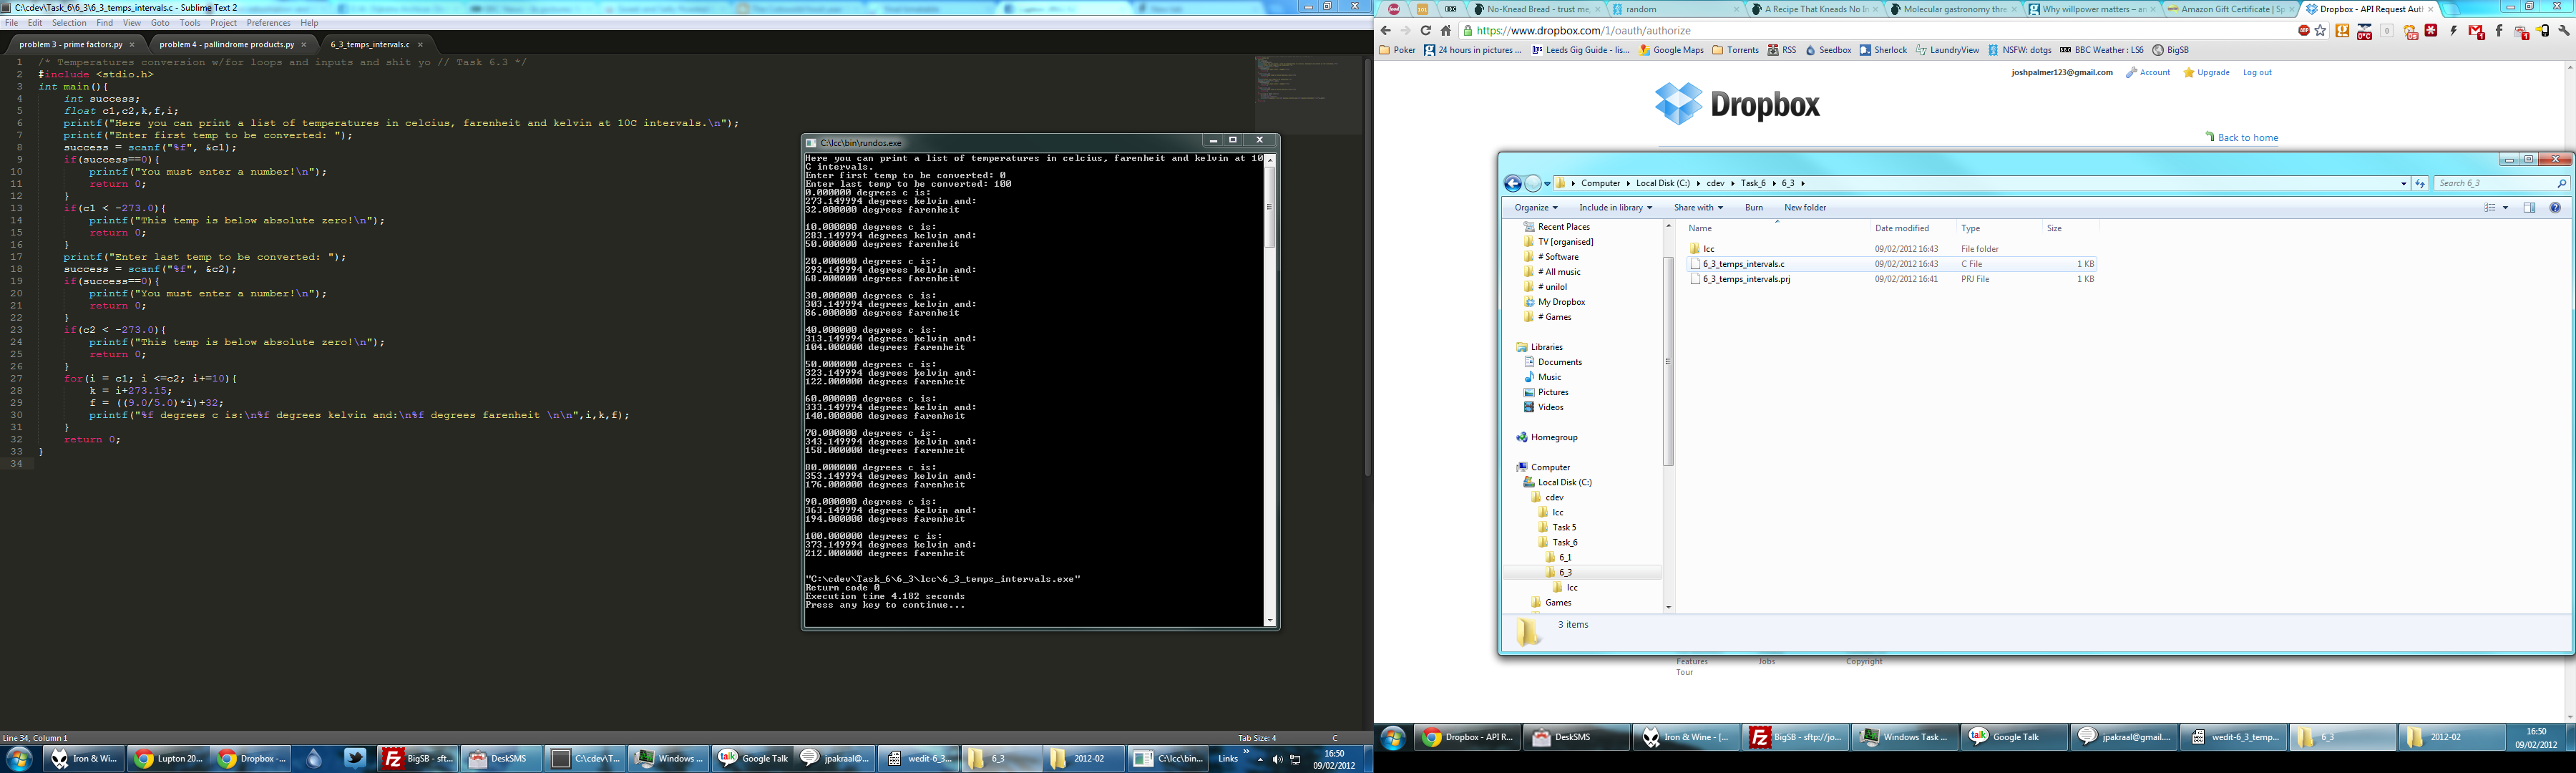 C:\cdev\Task_6\6_3\6_3_temps_intervals.c - Sublime Text 2
File Edit Selection Find View Goto Tools Project Preferences Help
problem 3 - prime factors.py × problem 4 - pallindrome products.py × 6_3_temps_intervals.c ×
1 /* Temperatures conversion w/for loops and inputs and shit yo // Task 6.3 */
2 #include <stdio.h>
3 int main(){
4 int success;
5 float c1,c2,k,f,i;
6 printf("Here you can print a list of temperatures in celcius, farenheit and kelvin at 10C intervals.\n");
7 printf("Enter first temp to be converted: ");
8 success = scanf("%f", &c1);
9 if(success==0){
10 printf("You must enter a number!\n");
11 return 0;
12 }
13 if(c1 < -273.0){
14 printf("This temp is below absolute zero!\n");
15 return 0;
16 }
17 printf("Enter last temp to be converted: ");
18 success = scanf("%f", &c2);
19 if(success==0){
20 printf("You must enter a number!\n");
21 return 0;
22 }
23 if(c2 < -273.0){
24 printf("This temp is below absolute zero!\n");
25 return 0;
26 }
27 for(i = c1; i <=c2; i+=10){
28 k = i+273.15;
29 f = ((9.0/5.0)*i)+32;
30 printf("%f degrees c is:\n%f degrees kelvin and:\n%f degrees farenheit \n\n",i,k,f);
31 }
32 return 0;
33 }
34
Line 34, Column 1
Tab Size: 4 C
C:\lcc\bin\rundos.exe
Here you can print a list of temperatures in celcius, farenheit and kelvin at 10
C intervals.
Enter first temp to be converted: 0
Enter last temp to be converted: 100
0.000000 degrees c is:
273.149994 degrees kelvin and:
32.000000 degrees farenheit
10.000000 degrees c is:
283.149994 degrees kelvin and:
50.000000 degrees farenheit
20.000000 degrees c is:
293.149994 degrees kelvin and:
68.000000 degrees farenheit
30.000000 degrees c is:
303.149994 degrees kelvin and:
86.000000 degrees farenheit
40.000000 degrees c is:
313.149994 degrees kelvin and:
104.000000 degrees farenheit
50.000000 degrees c is:
323.149994 degrees kelvin and:
122.000000 degrees farenheit
60.000000 degrees c is:
333.149994 degrees kelvin and:
140.000000 degrees farenheit
70.000000 degrees c is:
343.149994 degrees kelvin and:
158.000000 degrees farenheit
80.000000 degrees c is:
353.149994 degrees kelvin and:
176.000000 degrees farenheit
90.000000 degrees c is:
363.149994 degrees kelvin and:
194.000000 degrees farenheit
100.000000 degrees c is:
373.149994 degrees kelvin and:
212.000000 degrees farenheit
"C:\cdev\Task_6\6_3\lcc\6_3_temps_intervals.exe"
Return code 0
Execution time 4.182 seconds
Press any key to continue...
Iron & Wi... Lupton 20... Dropbox -... BigSB - sft... DeskSMS C:\cdev\T... Windows ... Google Talk jpakraal@... wedit-6_3... 6_3 2012-02 C:\lcc\bin... Links » 16:50
09/02/2012
No-Knead Bread - trust me, random A Recipe That Kneads No In Molecular gastronomy thre Why willpower matters – an Amazon Gift Certificate | Sp Dropbox - API Request Auth
https://www.dropbox.com/1/oauth/authorize
Poker 24 hours in pictures ... Leeds Gig Guide - lis... Google Maps Torrents RSS Seedbox Sherlock LaundryView NSFW: dotgs BBC Weather : LS6 BigSB
joshpalmer123@gmail.com Account Upgrade Log out
Dropbox
Back to home
Computer Local Disk (C:) cdev Task_6 6_3
Search 6_3
Organize Include in library Share with Burn New folder
Name Date modified Type Size
lcc 09/02/2012 16:43 File folder
6_3_temps_intervals.c 09/02/2012 16:43 C File 1 KB
6_3_temps_intervals.prj 09/02/2012 16:41 PRJ File 1 KB
Recent Places
TV [organised]
# Software
# All music
# unilol
My Dropbox
# Games
Libraries
Documents
Music
Pictures
Videos
Homegroup
Computer
Local Disk (C:)
cdev
lcc
Task 5
Task_6
6_1
6_3
lcc
Games
3 items
Features Jobs Copyright
Tour
Dropbox - API R... DeskSMS Iron & Wine - [... BigSB - sftp://jo... Windows Task ... Google Talk jpakraal@gmail.... wedit-6_3_temp... 6_3 2012-02 16:50
09/02/2012